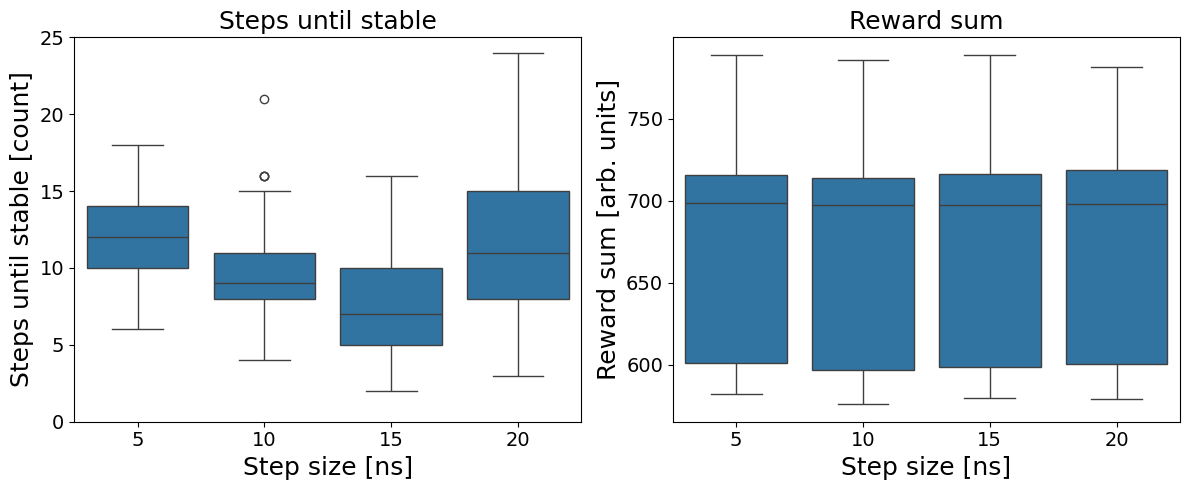 Steps until stable
Steps until stable [count]
25
20
15
10
5
0
5 10 15 20
Step size [ns]
Reward sum
Reward sum [arb. units]
750
700
650
600
5 10 15 20
Step size [ns]